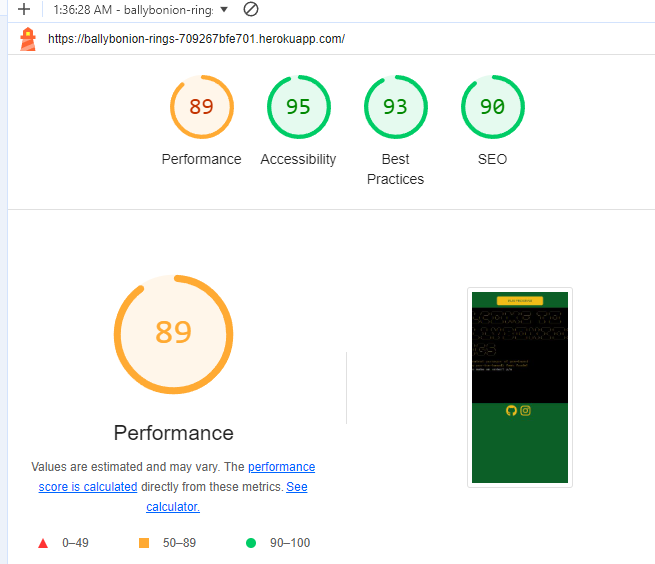 1:36:28 AM - ballybonion-rings
https://ballybonion-rings-709267bfe701.herokuapp.com/
89 95 93 90
Performance Accessibility Best Practices SEO
89
Performance
Values are estimated and may vary. The performance
score is calculated directly from these metrics. See
calculator.
0–49 50–89 90–100